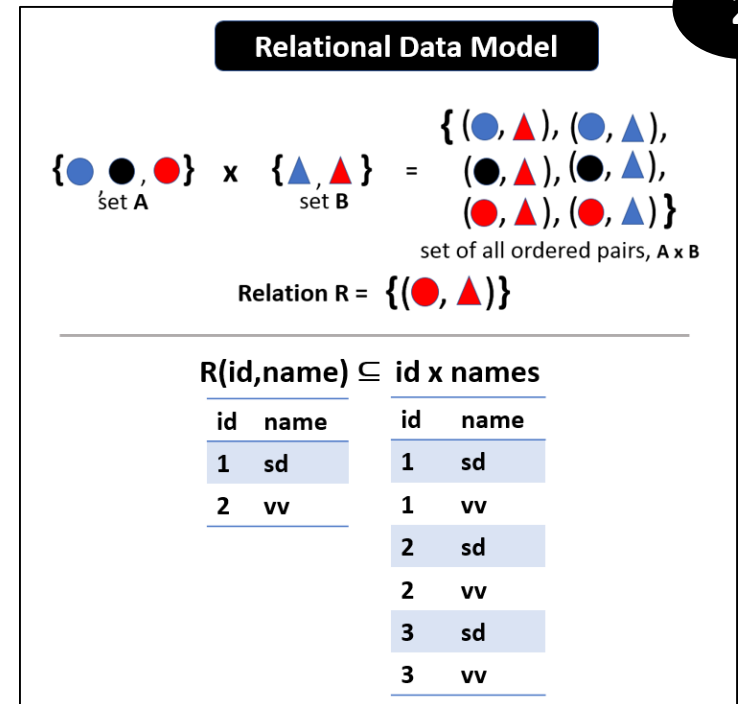 Relational Data Model
{ ( , ), ( , ),
{ , , } x { , } = ( , ), ( , ),
set A set B ( , ), ( , ) }
set of all ordered pairs, A x B
Relation R = {( , )}
R(id,name) ⊆ id x names
id name id name
1 sd 1 sd
2 vv 1 vv
2 sd
2 vv
3 sd
3 vv